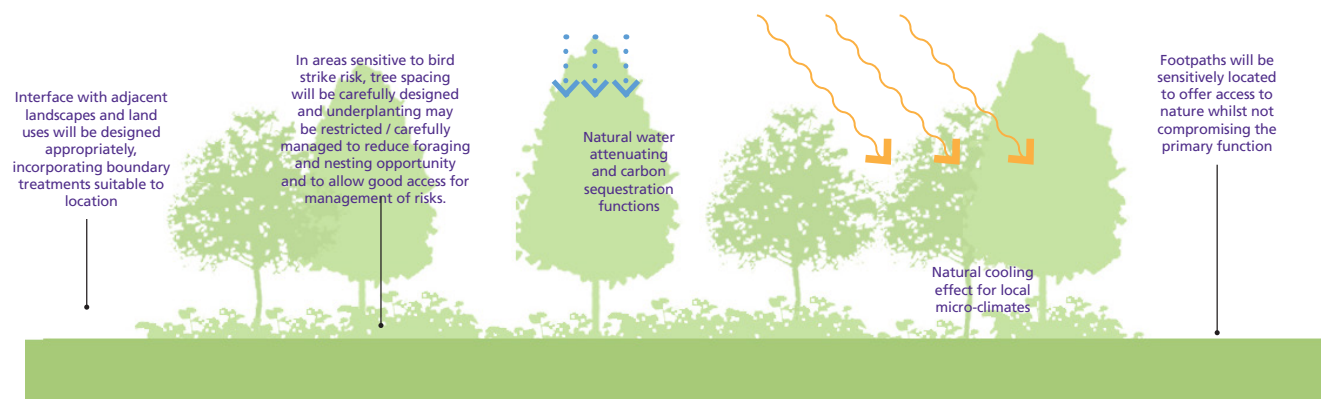 Interface with adjacent
landscapes and land
uses will be designed
appropriately,
incorporating boundary
treatments suitable to
location
In areas sensitive to bird
strike risk, tree spacing
will be carefully designed
and underplanting may
be restricted / carefully
managed to reduce foraging
and nesting opportunity
and to allow good access for
management of risks.
Natural water
attenuating
and carbon
sequestration
functions
Natural cooling
effect for local
micro-climates
Footpaths will be
sensitively located
to offer access to
nature whilst not
compromising the
primary function